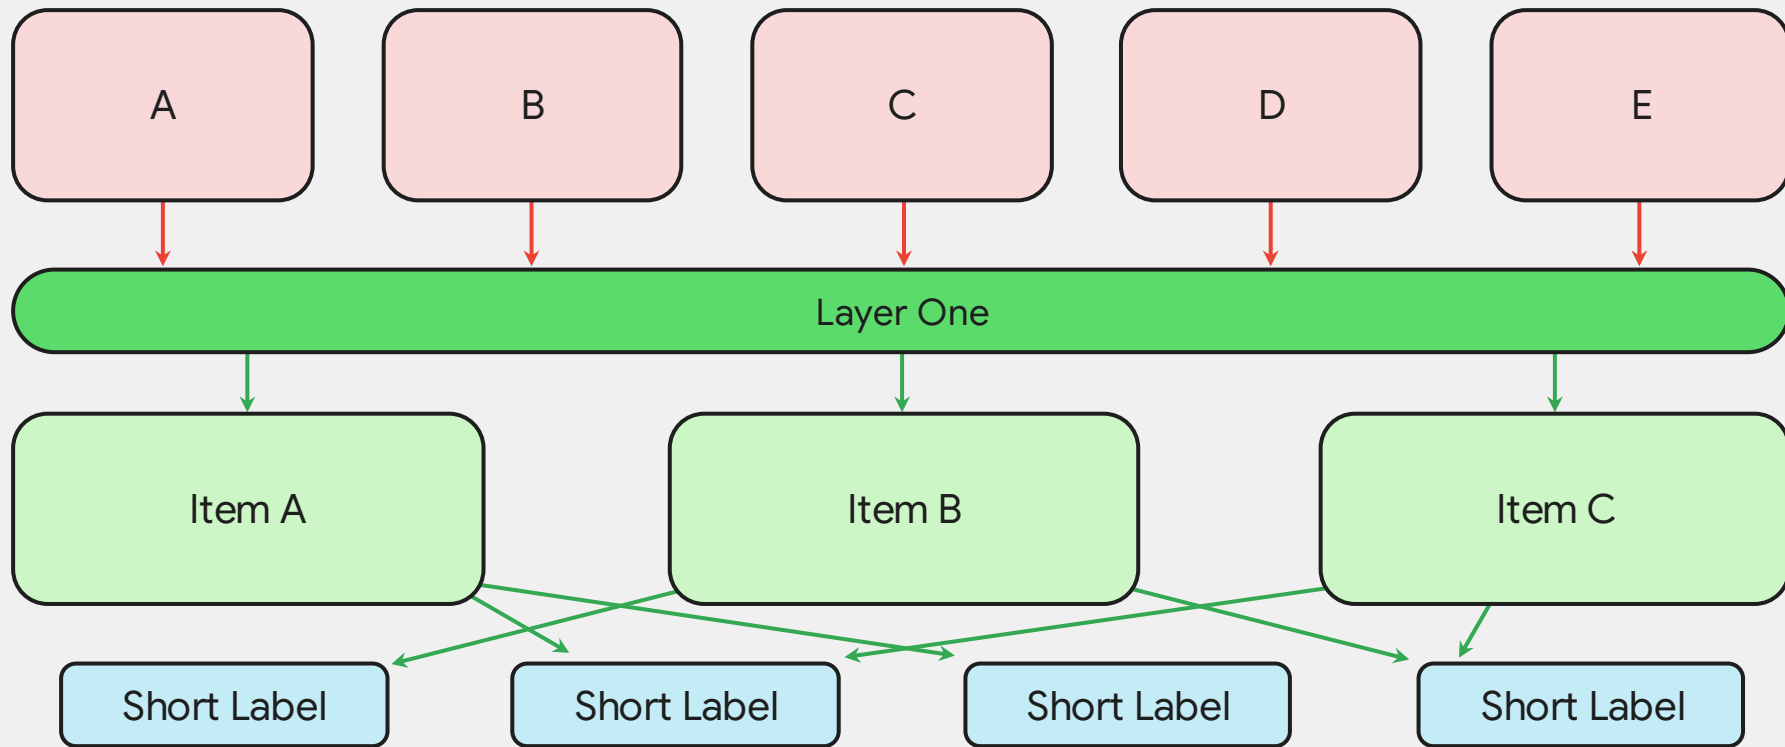 A
B
C
D
E
Layer One
Item A
Item B
Item C
Short Label
Short Label
Short Label
Short Label